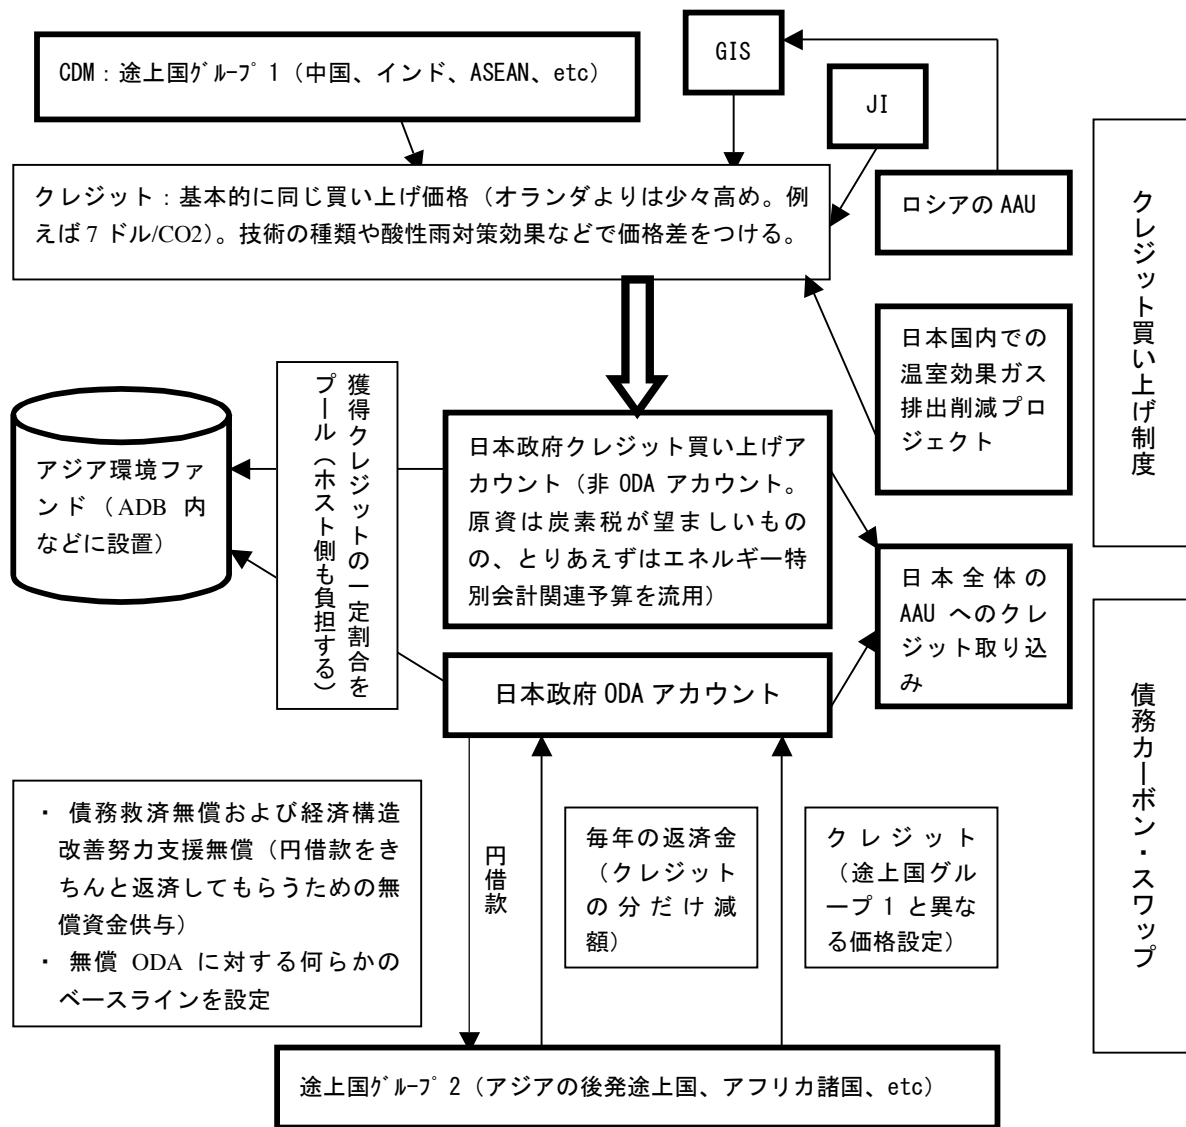 CDM：途上国ｸﾞﾙｰﾌﾟ 1（中国、インド、ASEAN、etc）
GIS
JI
クレジット：基本的に同じ買い上げ価格（オランダよりは少々高め。例
えば 7 ドル/CO2）。技術の種類や酸性雨対策効果などで価格差をつける。
ロシアの AAU
クレジット買い上げ制度
日本国内での
温室効果ガス
排出削減プロ
ジェクト
獲得クレジットの一定割合を
プール（ホスト側も負担する）
アジア環境ファ
ンド（ADB 内
などに設置）
日本政府クレジット買い上げア
カウント（非 ODA アカウント。
原資は炭素税が望ましいもの
の、とりあえずはエネルギー特
別会計関連予算を流用）
日本全体の
AAU へのクレ
ジット取り込
み
日本政府 ODA アカウント
債務カーボン・スワップ
・ 債務救済無償および経済構造
改善努力支援無償（円借款をき
ちんと返済してもらうための無
償資金供与）
・ 無償 ODA に対する何らかの
ベースラインを設定
円借款
毎年の返済金
（クレジット
の分だけ減
額）
クレジット
（途上国グル
ープ 1 と異な
る価格設定）
途上国ｸﾞﾙｰﾌﾟ 2（アジアの後発途上国、アフリカ諸国、etc）